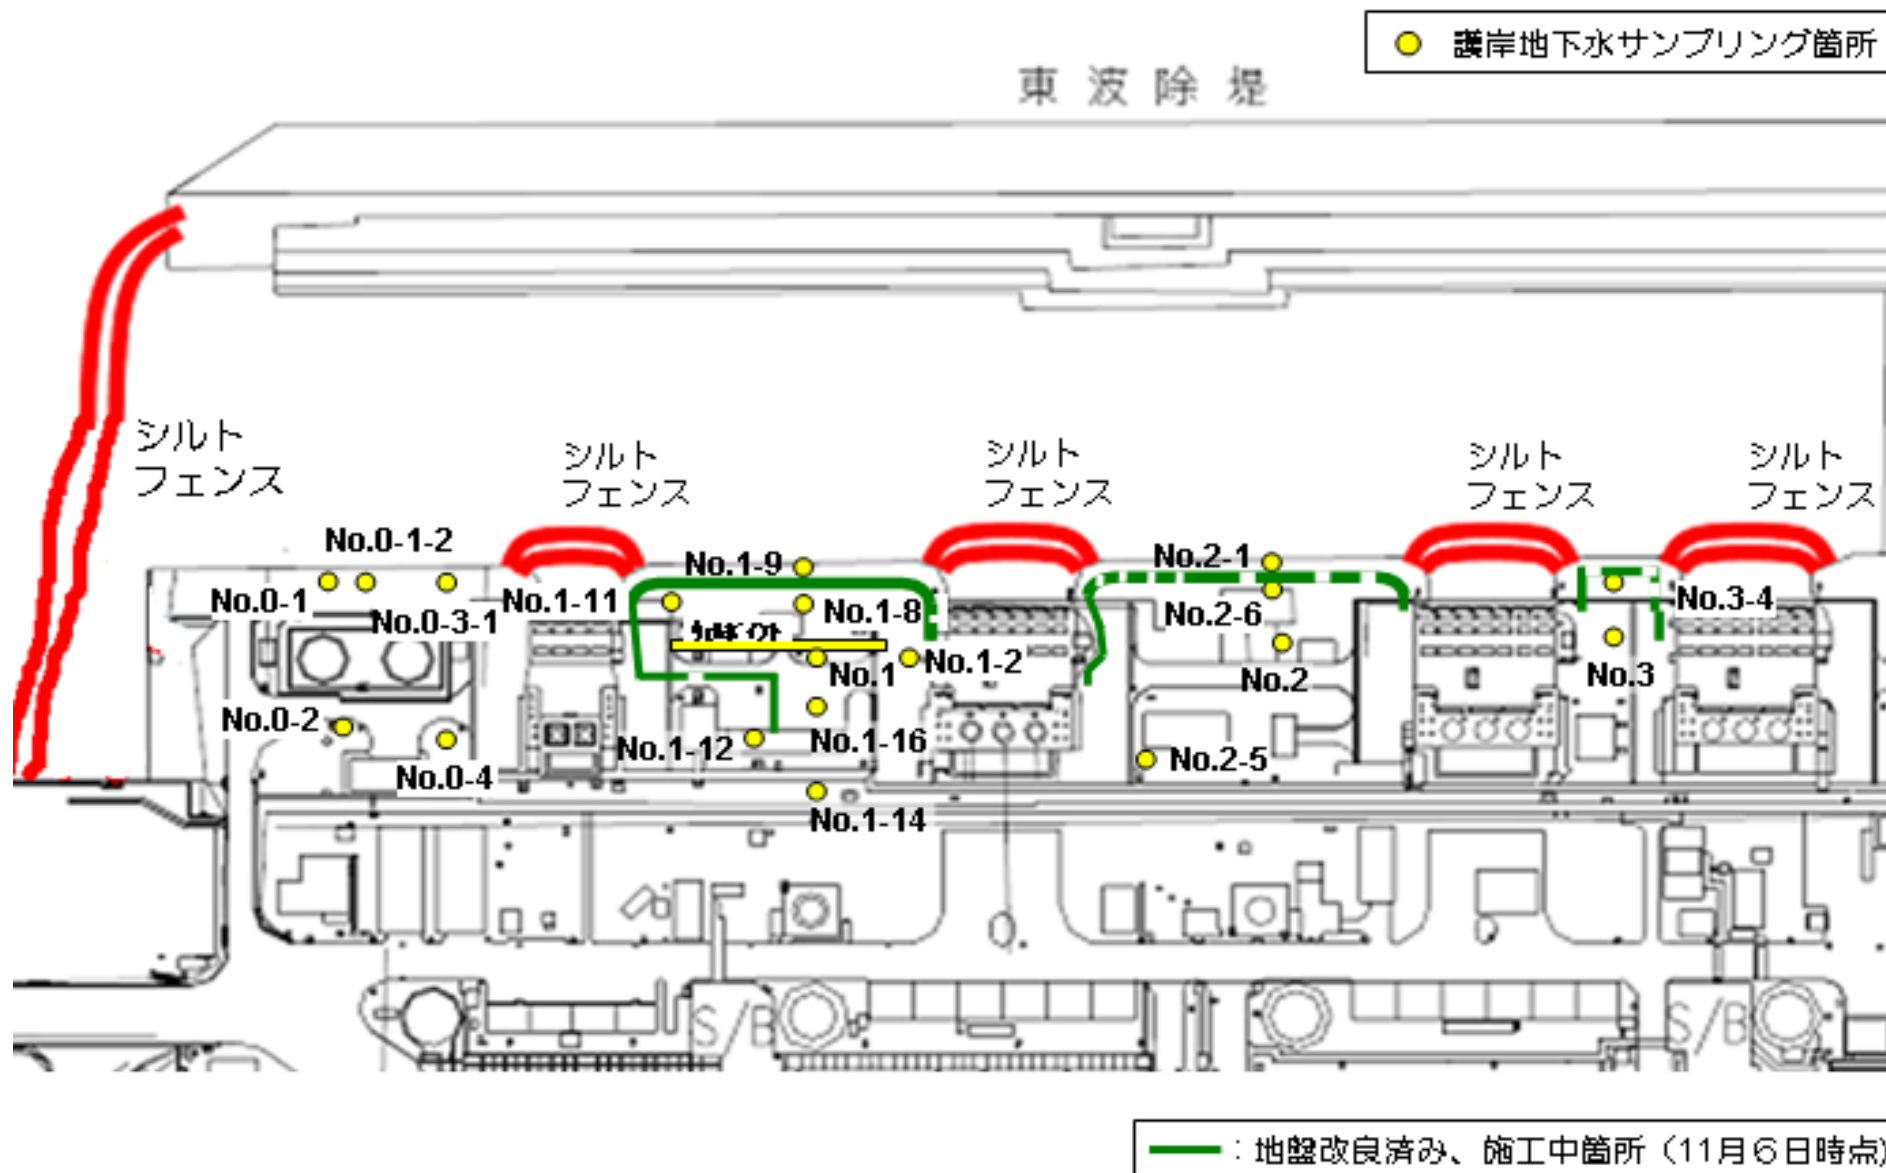 護岸地下水サンプリング箇所
東波除堤
シルト
フェンス
シルト
フェンス
シルト
フェンス
シルト
フェンス
シルト
フェンス
No.0-1-2
No.1-9
No.2-1
No.0-1
No.0-3-1
No.1-11
No.1-8
No.2-6
No.3-4
No.1
No.1-2
No.2
No.3
No.0-2
No.1-12
No.1-16
No.2-5
No.0-4
No.1-14
S/B
S/B
:地盤改良済み、施工中箇所(11月6日時点)